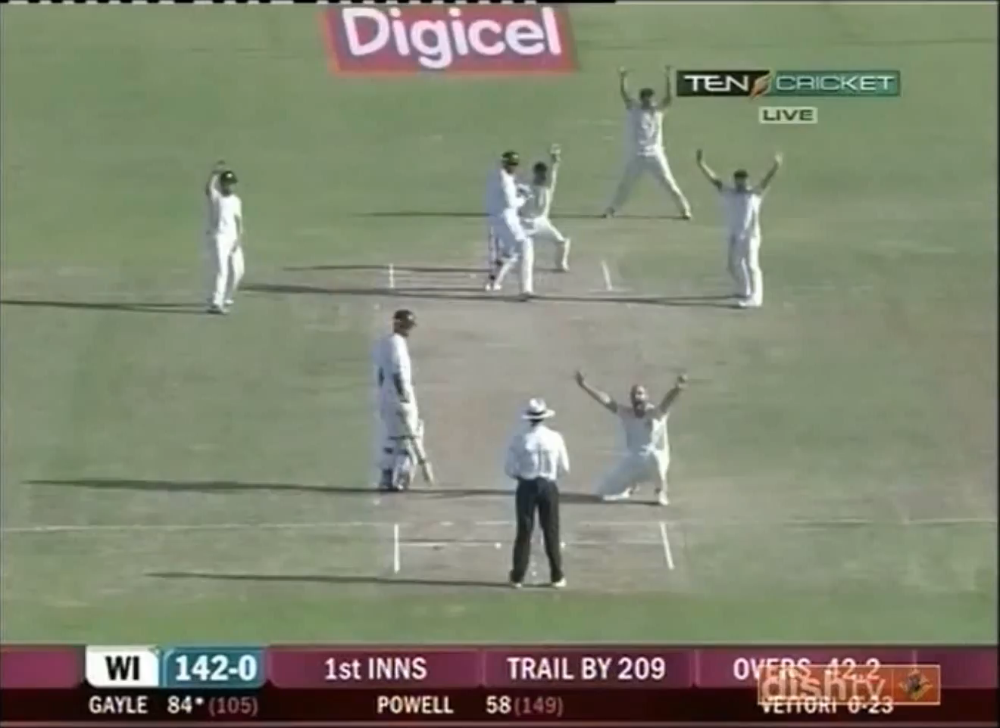 Digicel
TEN CRICKET
LIVE
WI 142-0 1st INNS TRAIL BY 209 OVERS 42.2
dishtv
GAYLE 84* (105) POWELL 58 (149) VETTORI 0-23